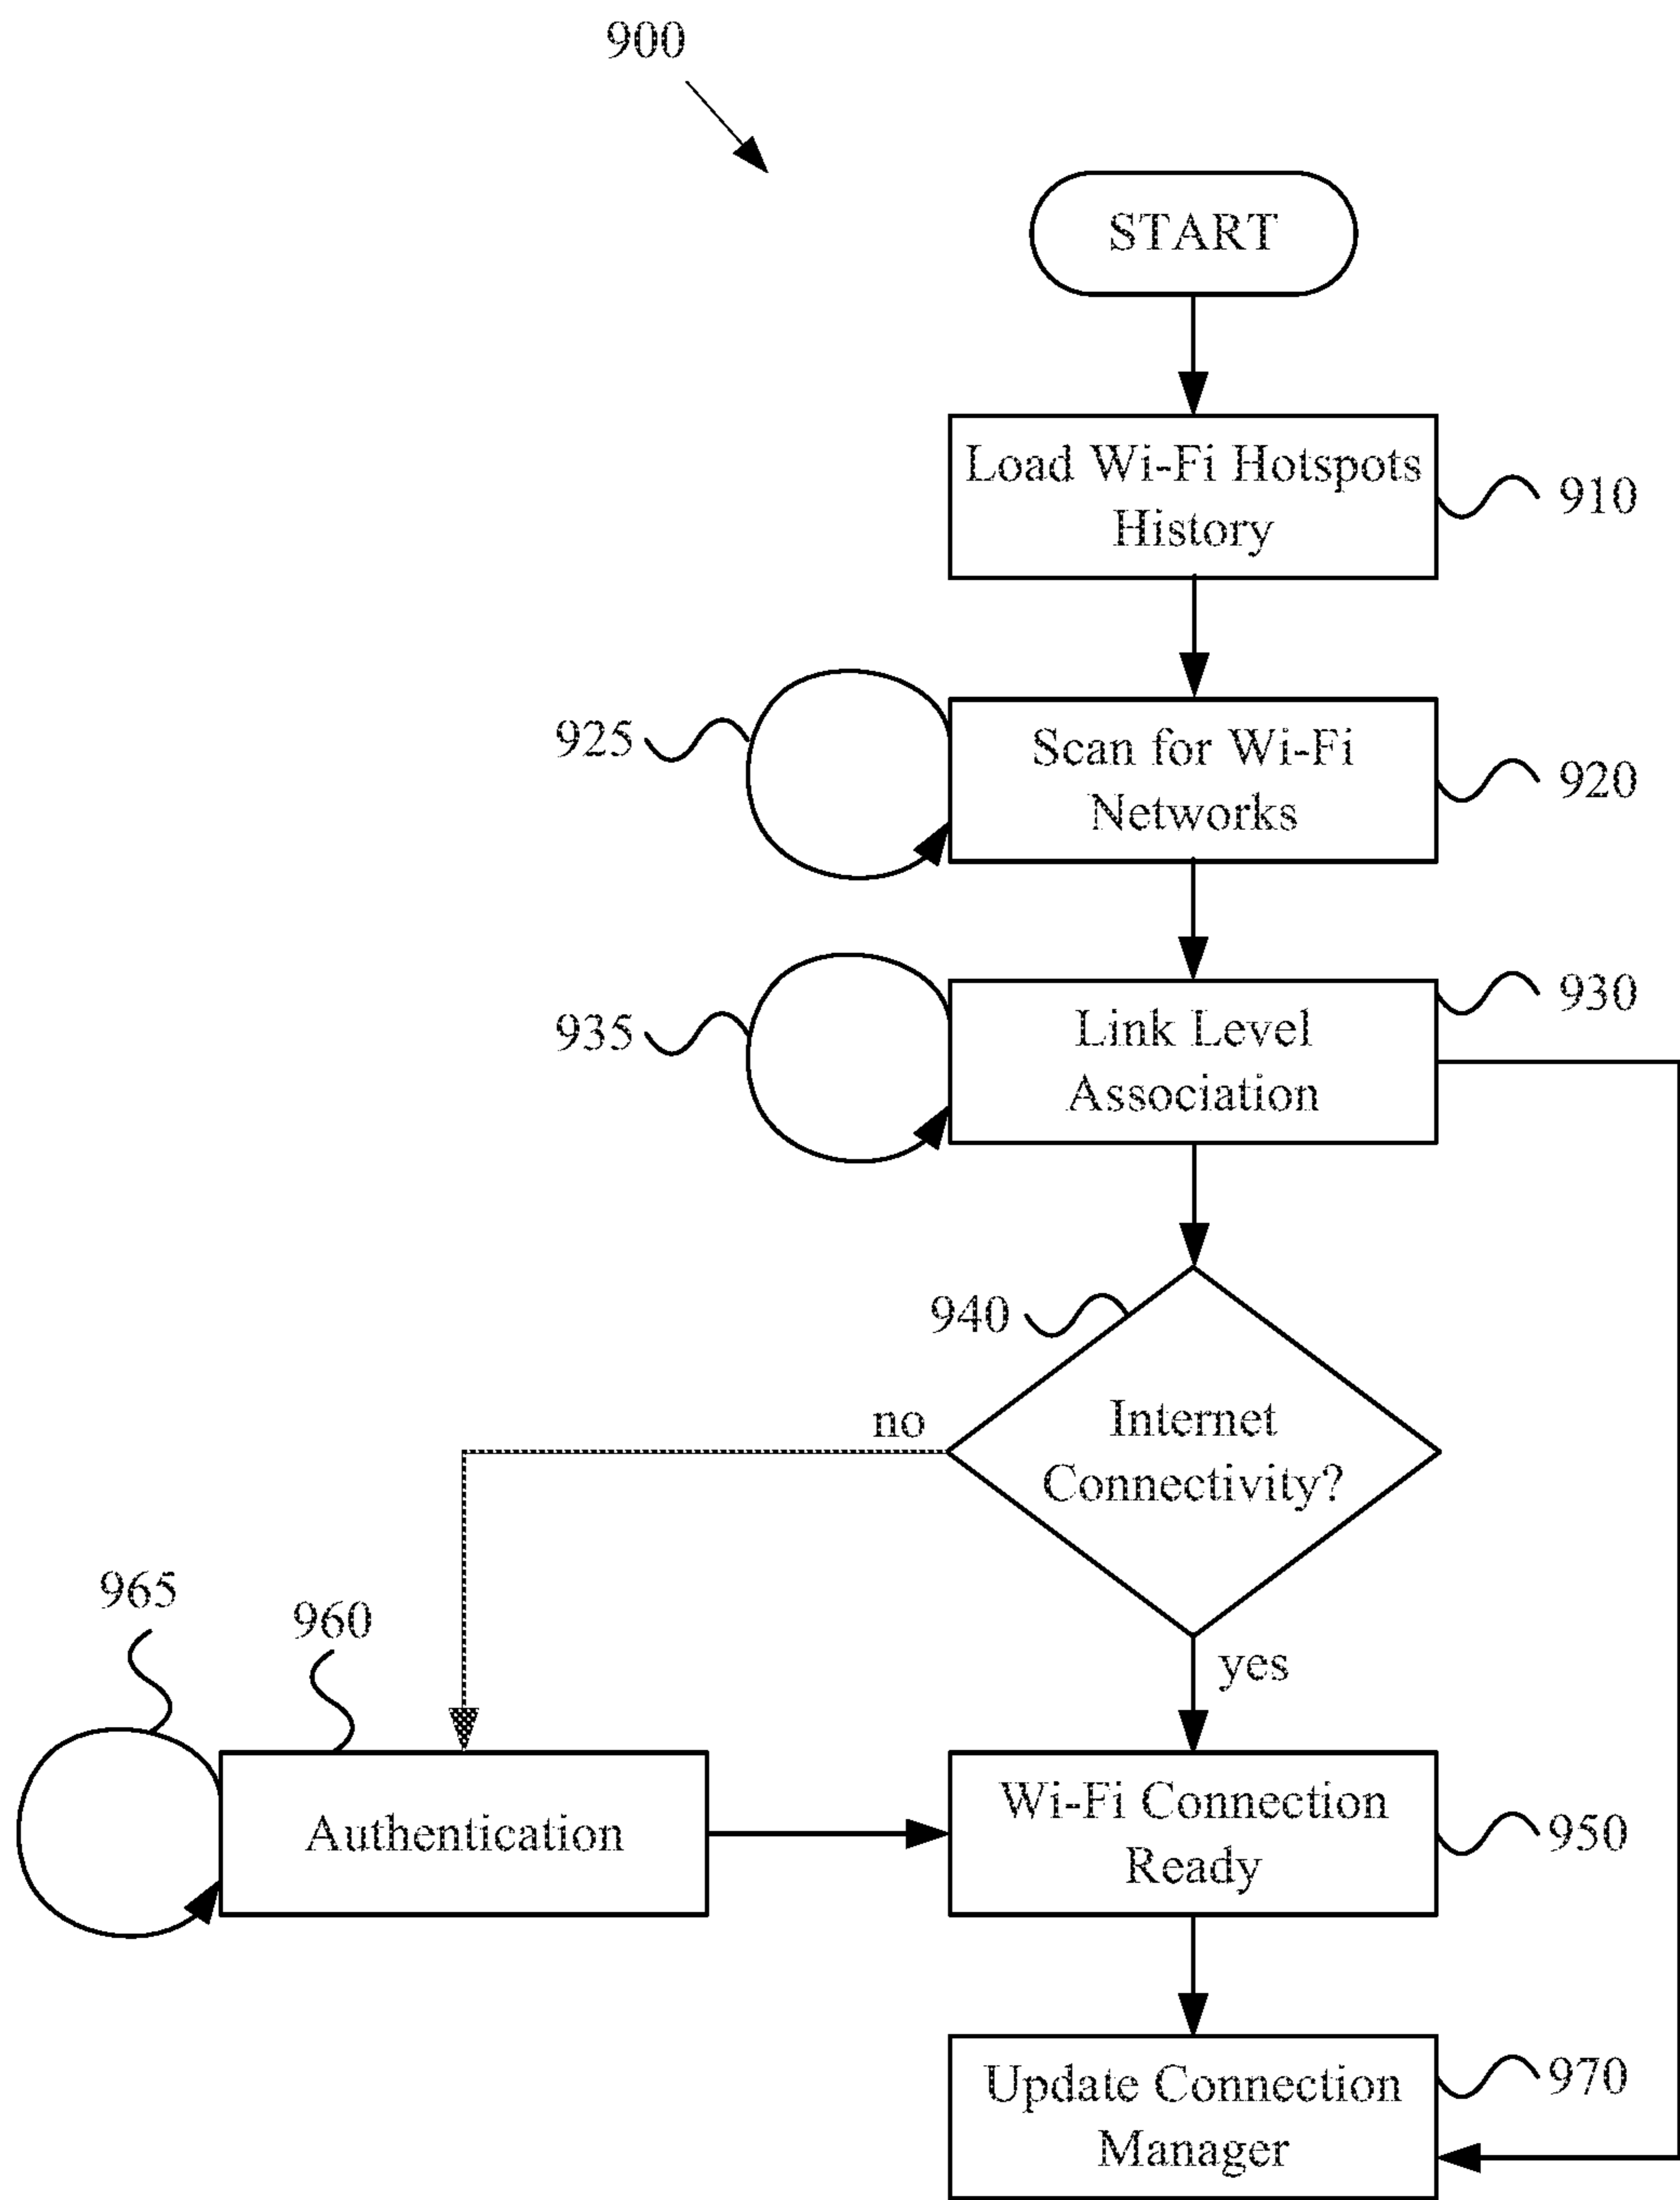 900
START
Load Wi-Fi Hotspots
History
910
925
Scan for Wi-Fi
Networks
920
935
Link Level
Association
930
940
Internet
Connectivity?
no
yes
965
960
Authentication
Wi-Fi Connection
Ready
950
Update Connection
Manager
970